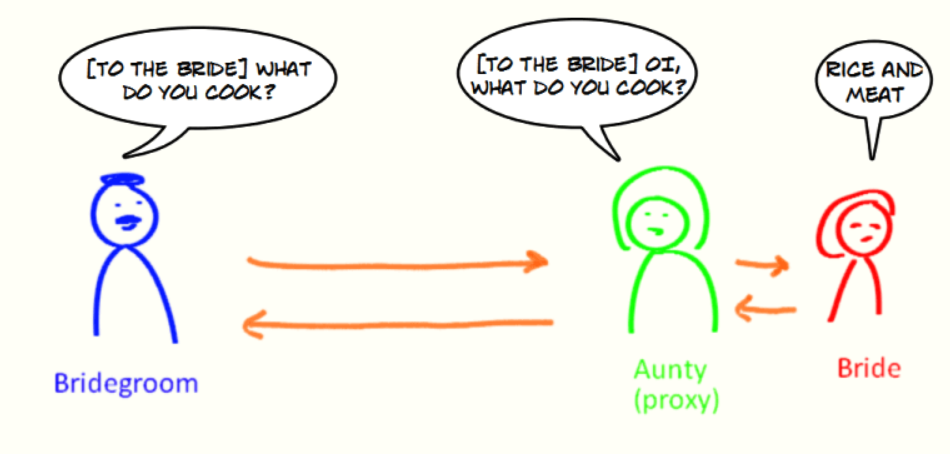 [TO THE BRIDE] WHAT
DO YOU COOK?
[TO THE BRIDE] OI,
WHAT DO YOU COOK?
RICE AND
MEAT
Bridegroom
Aunty
(proxy)
Bride